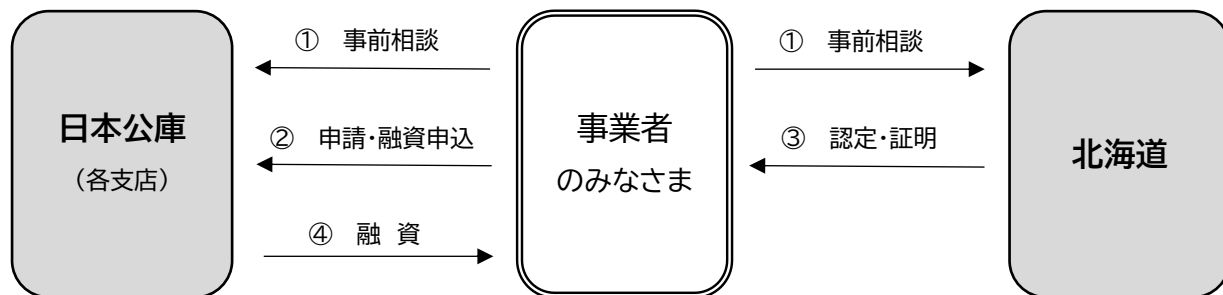 日本公庫
（各支店）
① 事前相談
② 申請・融資申込
④ 融 資
事業者
のみなさま
① 事前相談
③ 認定・証明
北海道